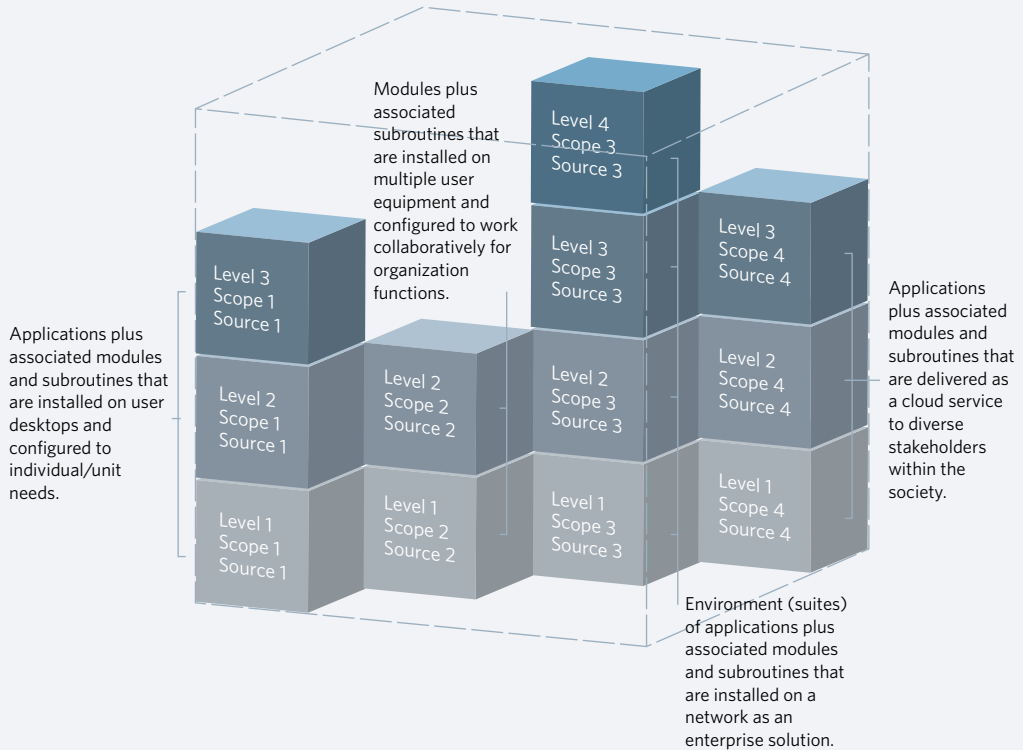 Modules plus
associated
subroutines that
are installed on
multiple user
equipment and
configured to work
collaboratively for
organization
functions.
Level 4
Scope 3
Source 3
Level 3
Scope 1
Source 1
Level 3
Scope 3
Source 3
Level 3
Scope 4
Source 4
Applications plus
associated modules
and subroutines that
are installed on user
desktops and
configured to
individual/unit
needs.
Level 2
Scope 1
Source 1
Level 2
Scope 2
Source 2
Level 2
Scope 3
Source 3
Level 2
Scope 4
Source 4
Applications
plus associated
modules and
subroutines that
are delivered as
a cloud service
to diverse
stakeholders
within the
society.
Level 1
Scope 1
Source 1
Level 1
Scope 2
Source 2
Level 1
Scope 3
Source 3
Level 1
Scope 4
Source 4
Environment (suites)
of applications plus
associated modules
and subroutines that
are installed on a
network as an
enterprise solution.